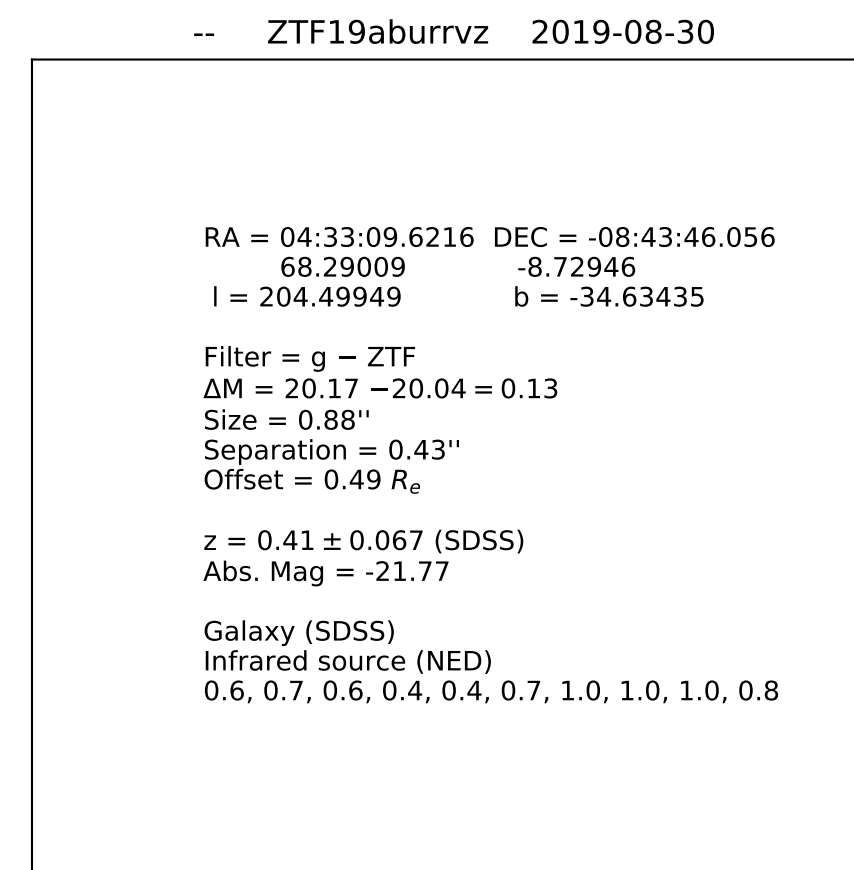 -- ZTF19aburrvz 2019-08-30
RA = 04:33:09.6216 DEC = -08:43:46.056
68.29009 -8.72946
l = 204.49949 b = -34.63435
Filter = g − ZTF
ΔM = 20.17 −20.04 = 0.13
Size = 0.88''
Separation = 0.43''
Offset = 0.49 Rₑ
z = 0.41 ± 0.067 (SDSS)
Abs. Mag = -21.77
Galaxy (SDSS)
Infrared source (NED)
0.6, 0.7, 0.6, 0.4, 0.4, 0.7, 1.0, 1.0, 1.0, 0.8